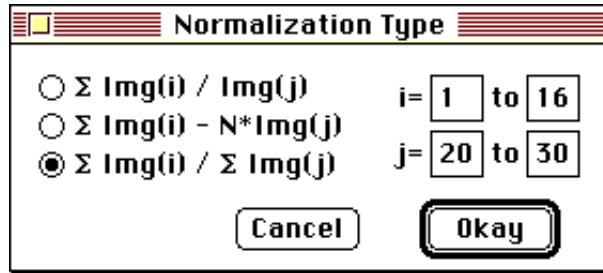 Normalization Type
Σ Img(i) / Img(j)
Σ Img(i) - N*Img(j)
Σ Img(i) / Σ Img(j)
i= 1 to 16
j= 20 to 30
Cancel
Okay